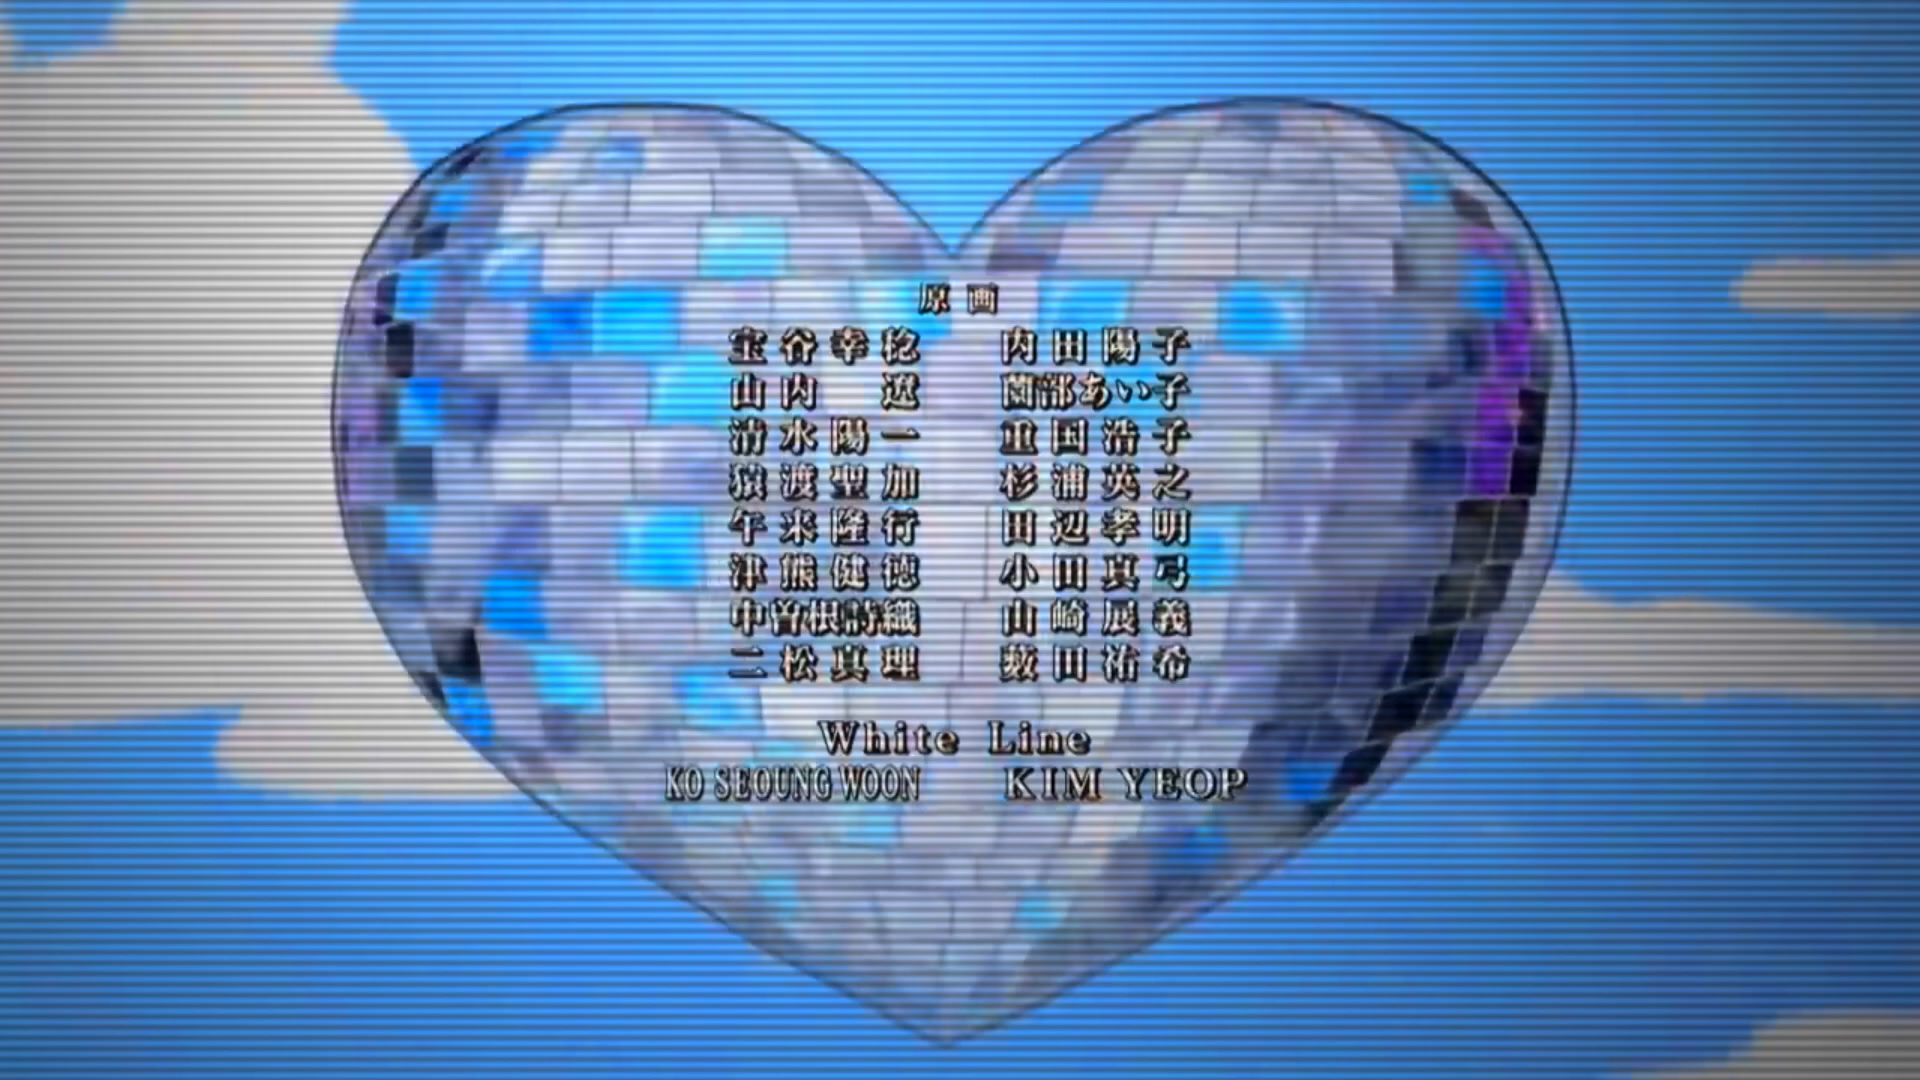 原画
宝谷幸稔 内田陽子
山内 遼 薗部あい子
清水陽一 重国浩子
猿渡聖加 杉浦英之
午来隆行 田辺孝明
津熊健徳 小田真弓
中曽根詩織 山崎展義
二松真理 薮田祐希
White Line
KO SEOUNG WOON KIM YEOP